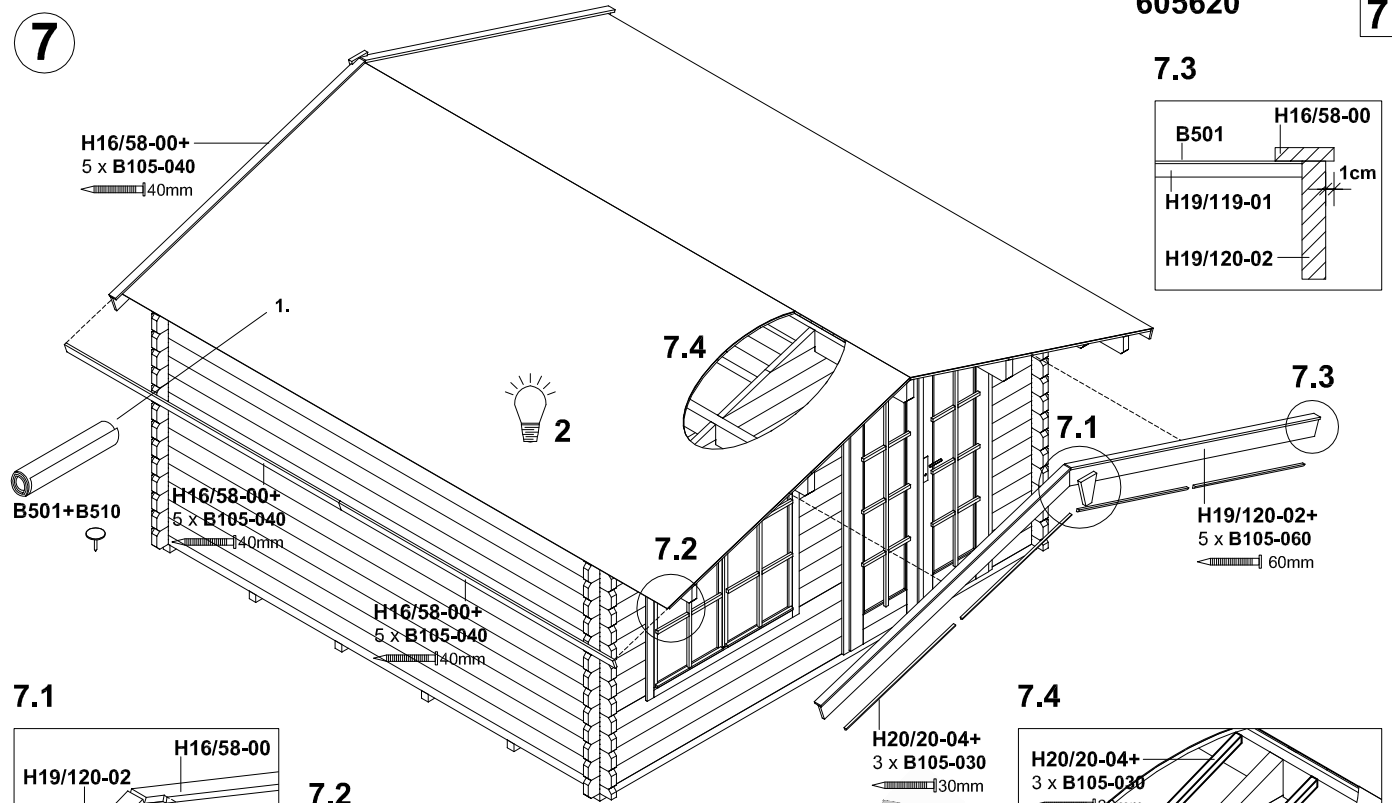 7
605620
7
7.3
H16/58-00+
5 x B105-040
40mm
B501
H16/58-00
1cm
H19/119-01
H19/120-02
1.
7.4
7.3
2
7.1
B501+B510
H16/58-00+
5 x B105-040
40mm
H19/120-02+
5 x B105-060
60mm
7.2
H16/58-00+
5 x B105-040
40mm
7.1
H16/58-00
H19/120-02
7.2
H20/20-04+
3 x B105-030
30mm
7.4
H20/20-04+
3 x B105-030